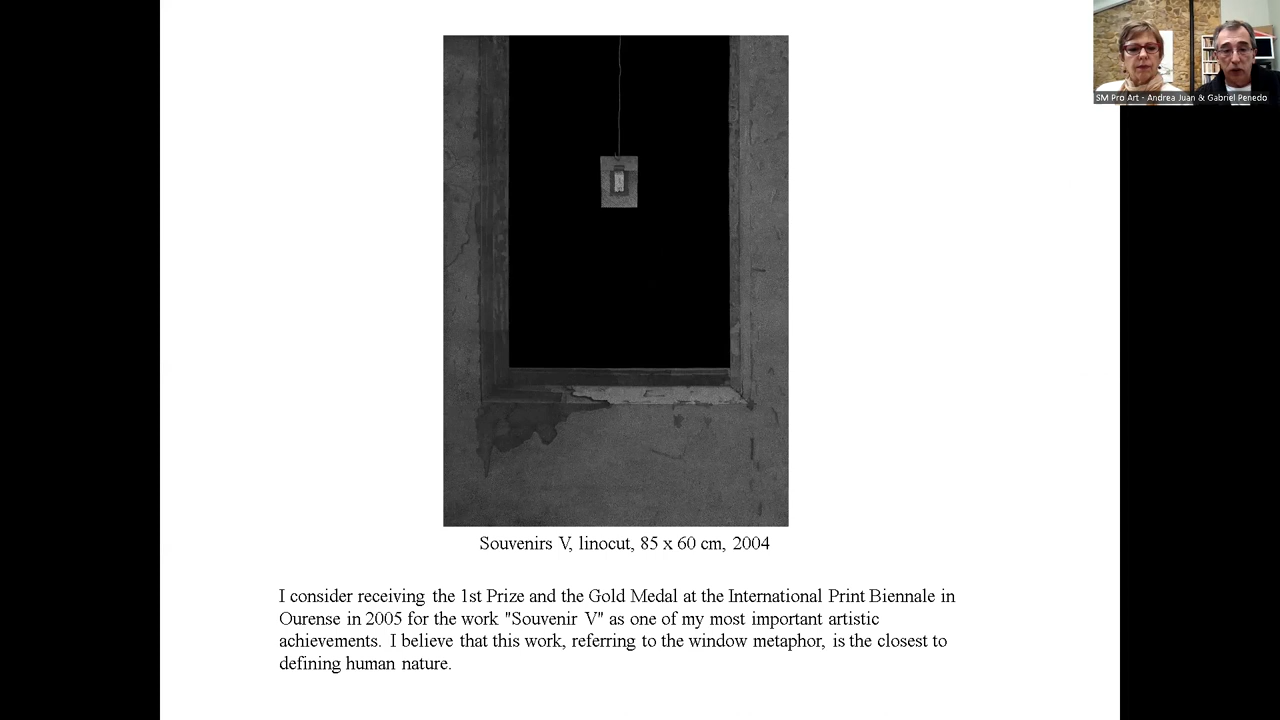 SM Pro Art - Andrea Juan & Gabriel Penedo
Souvenirs V, linocut, 85 x 60 cm, 2004
I consider receiving the 1st Prize and the Gold Medal at the International Print Biennale in
Ourense in 2005 for the work "Souvenir V" as one of my most important artistic
achievements. I believe that this work, referring to the window metaphor, is the closest to
defining human nature.